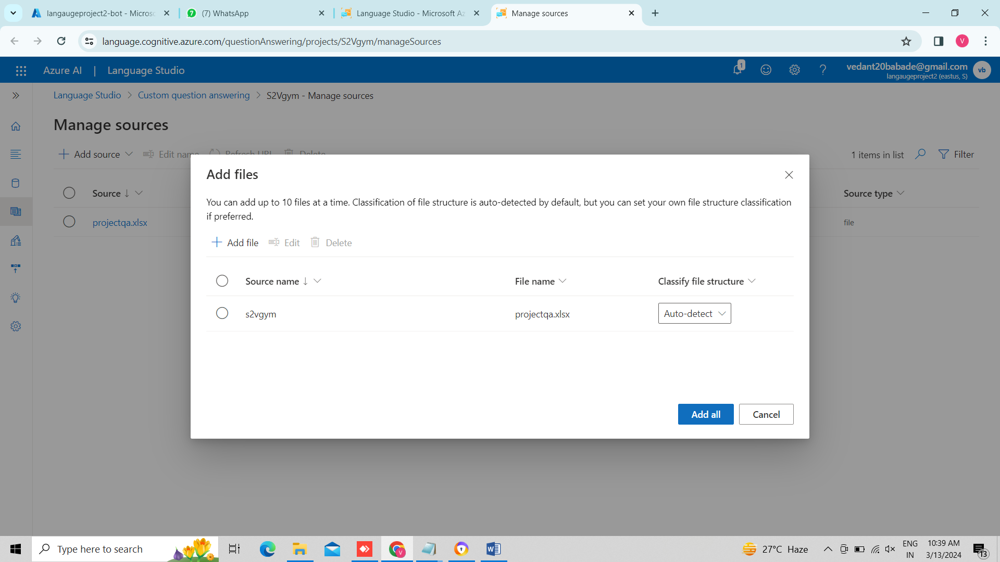 langaugeproject2-bot - Micros
(7) WhatsApp
Language Studio - Microsoft Az
Manage sources
language.cognitive.azure.com/questionAnswering/projects/S2Vgym/manageSources
V
Azure AI | Language Studio
1
?
vedant20babade@gmail.com
langaugeproject2 (eastus, S)
vb
Language Studio > Custom question answering > S2Vgym - Manage sources
Manage sources
Add source
Edit name
Refresh URL
Delete
1 items in list
Filter
Source
Source type
projectqa.xlsx
file
Add files
You can add up to 10 files at a time. Classification of file structure is auto-detected by default, but you can set your own file structure classification
if preferred.
Add file
Edit
Delete
Source name
File name
Classify file structure
s2vgym
projectqa.xlsx
Auto-detect
Add all
Cancel
Type here to search
27°C Haze
ENG
IN
10:39 AM
3/13/2024
13